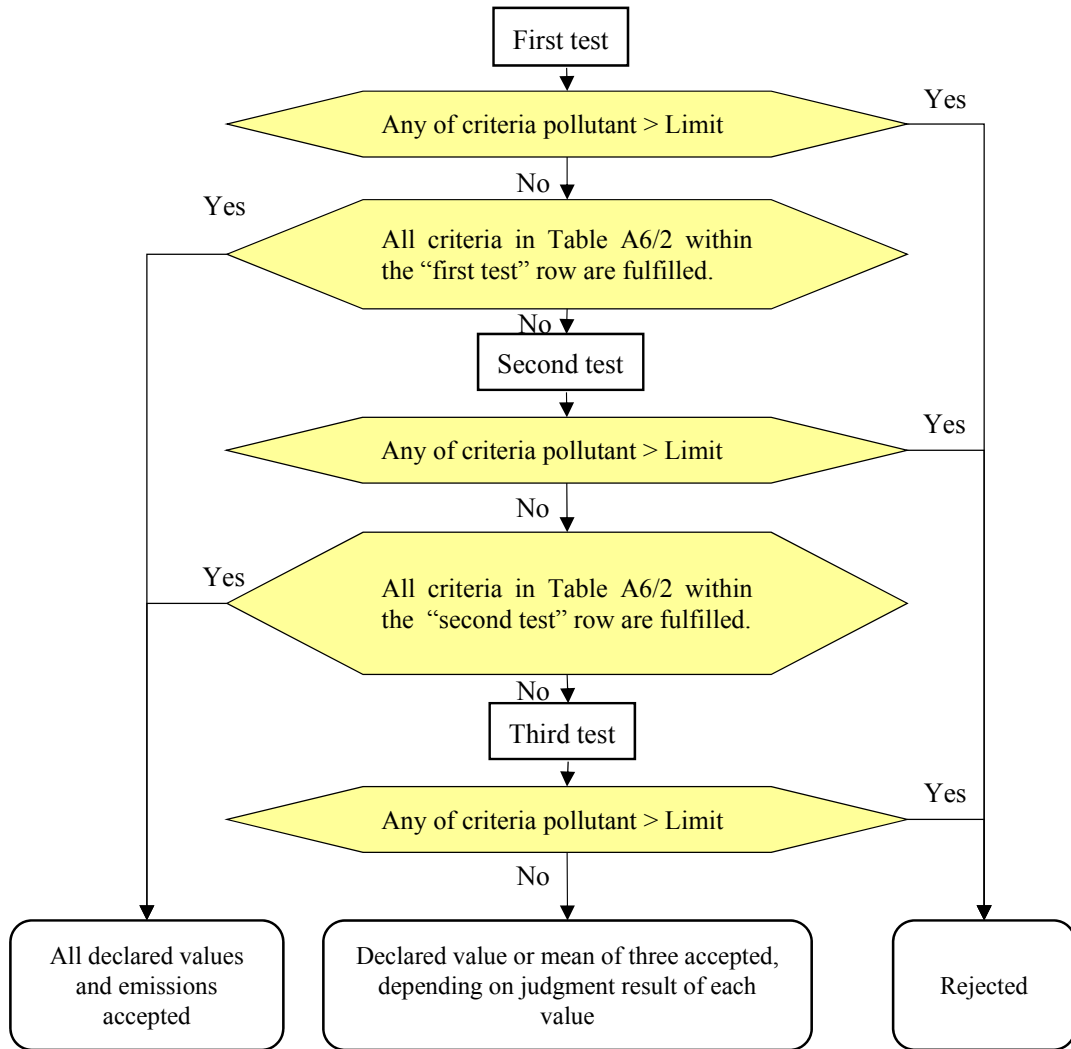 First test
Any of criteria pollutant > Limit
Yes
No
Yes
All criteria in Table A6/2 within
the “first test” row are fulfilled.
No
Second test
Any of criteria pollutant > Limit
Yes
No
Yes
All criteria in Table A6/2 within
the “second test” row are fulfilled.
No
Third test
Any of criteria pollutant > Limit
Yes
No
All declared values
and emissions
accepted
Declared value or mean of three accepted,
depending on judgment result of each
value
Rejected